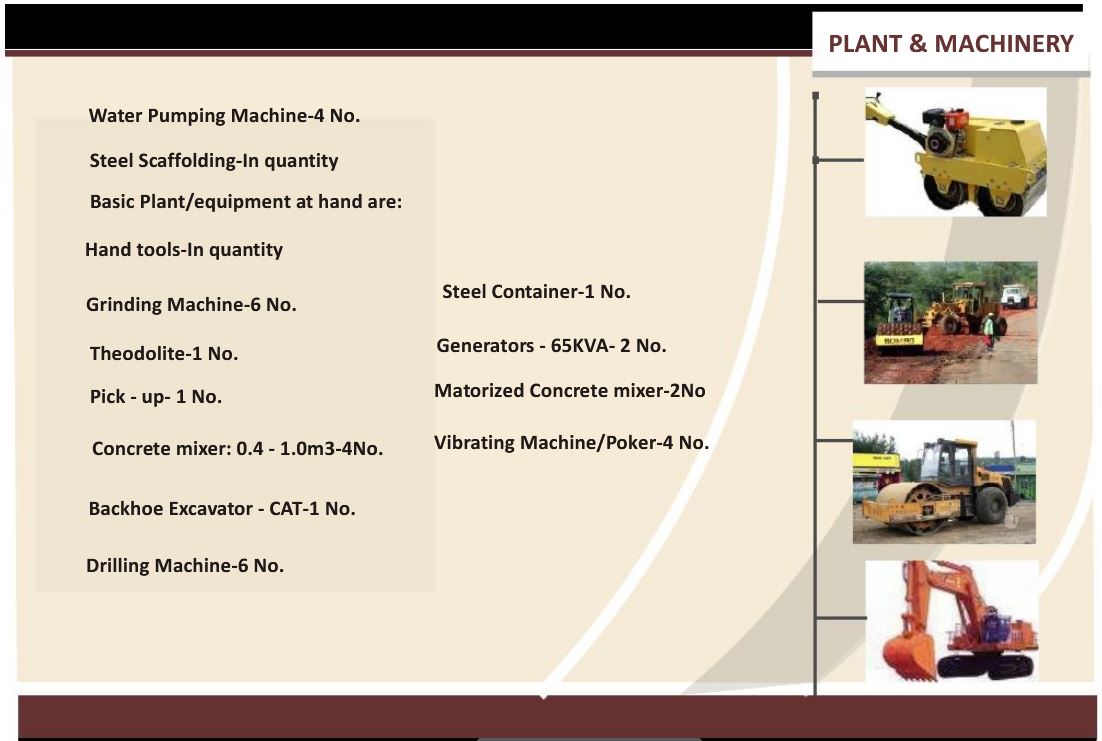 PLANT & MACHINERY
Water Pumping Machine-4 No.
Steel Scaffolding-In quantity
Basic Plant/equipment at hand are:
Hand tools-In quantity
Grinding Machine-6 No.
Theodolite-1 No.
Pick - up- 1 No.
Concrete mixer: 0.4 - 1.0m3-4No.
Backhoe Excavator - CAT-1 No.
Drilling Machine-6 No.
Steel Container-1 No.
Generators - 65KVA- 2 No.
Matorized Concrete mixer-2No
Vibrating Machine/Poker-4 No.
BOMAG